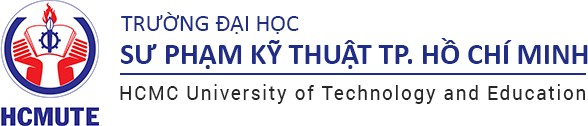 TRƯỜNG ĐẠI HỌC
SƯ PHẠM KỸ THUẬT TP. HỒ CHÍ MINH
HCMC University of Technology and Education
HCMUTE